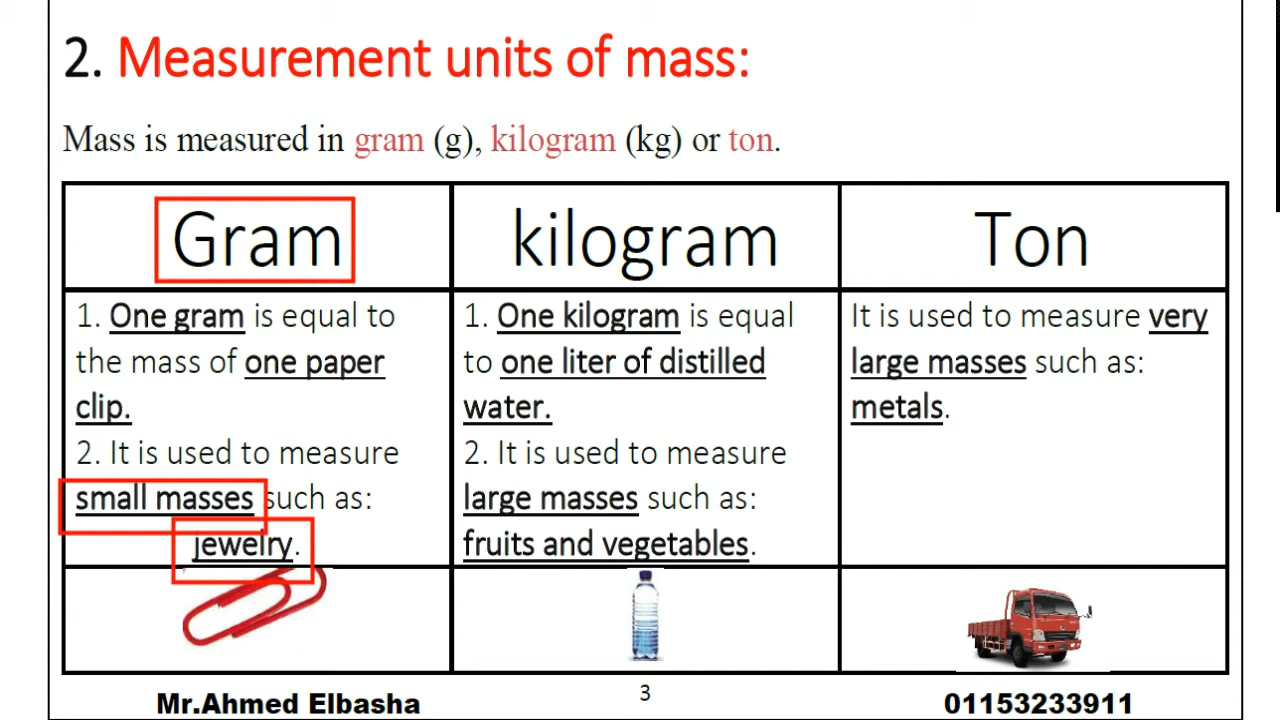 2. Measurement units of mass:
Mass is measured in gram (g), kilogram (kg) or ton.
Gram
kilogram
Ton
1. One gram is equal to
the mass of one paper
clip.
2. It is used to measure
small masses such as:
jewelry.
1. One kilogram is equal
to one liter of distilled
water.
2. It is used to measure
large masses such as:
fruits and vegetables.
It is used to measure very
large masses such as:
metals.
Mr.Ahmed Elbasha
3
01153233911